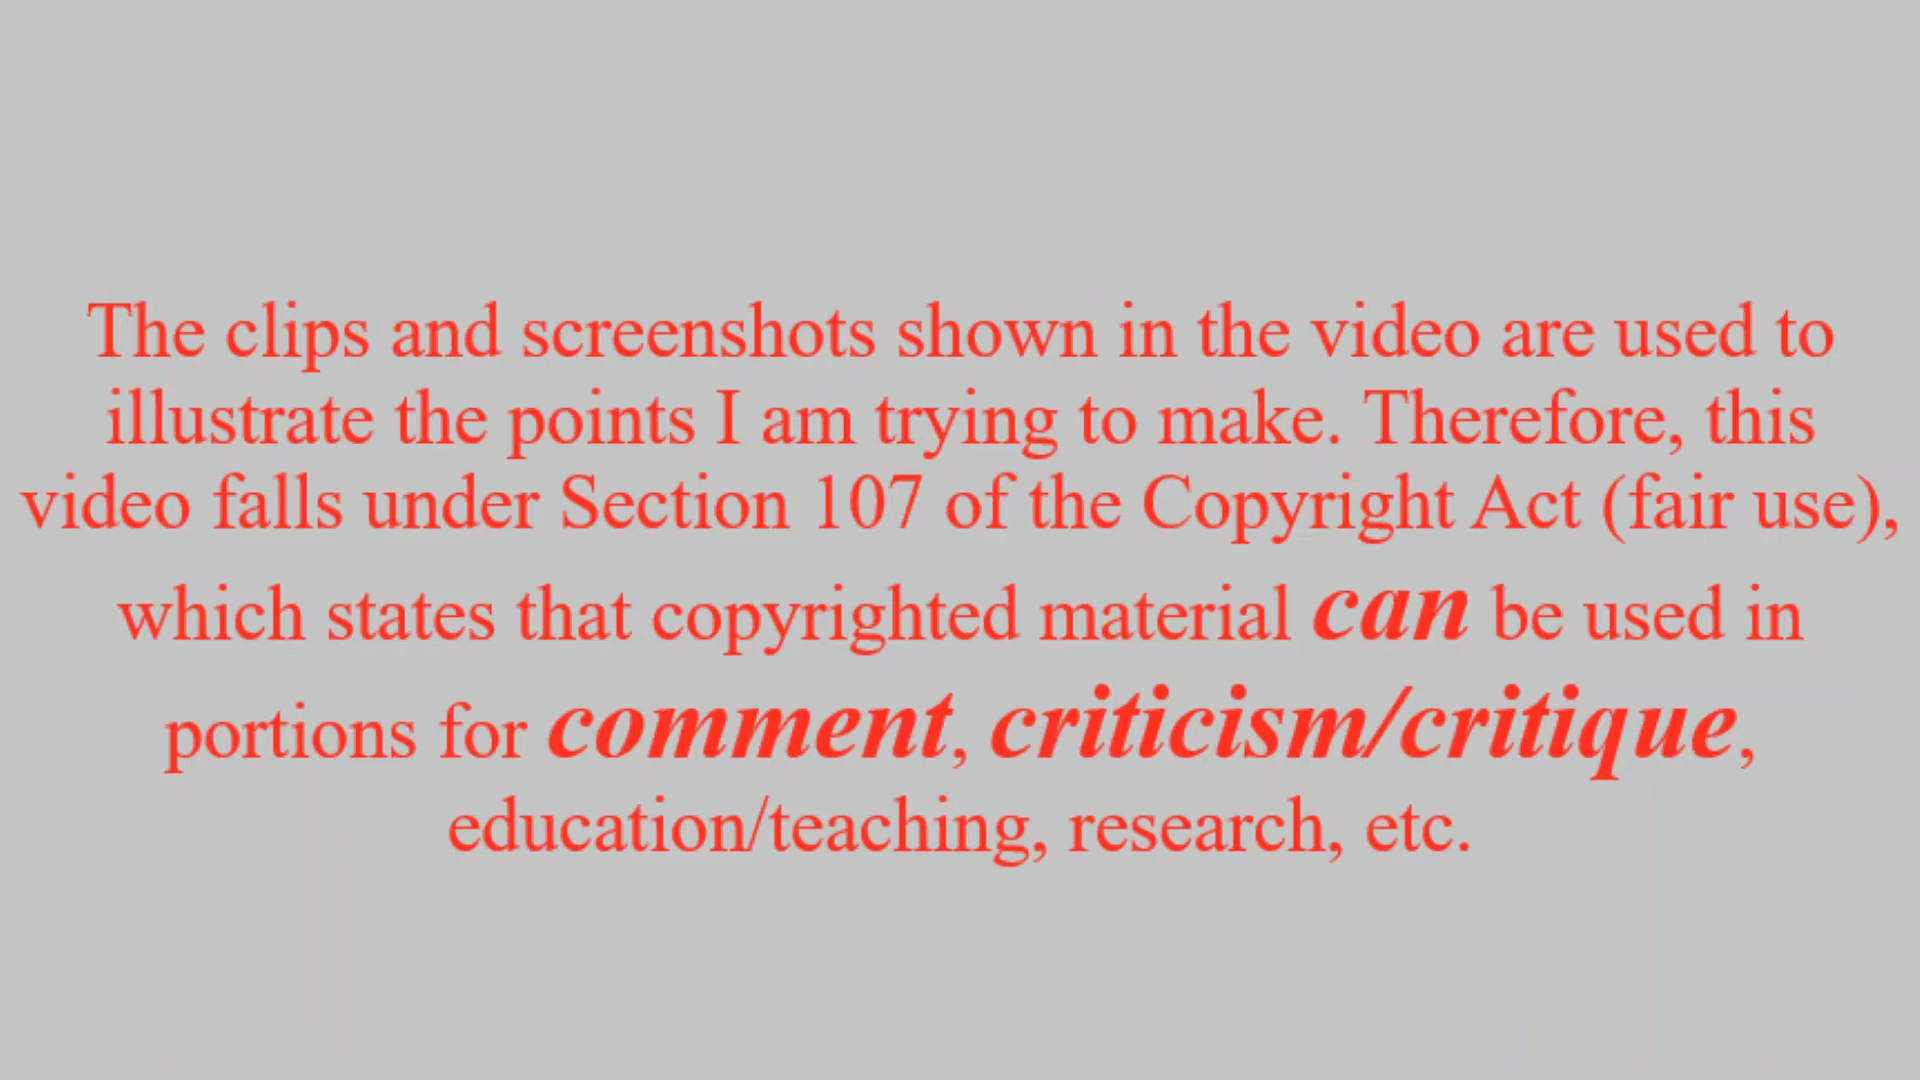 The clips and screenshots shown in the video are used to
illustrate the points I am trying to make. Therefore, this
video falls under Section 107 of the Copyright Act (fair use),
which states that copyrighted material can be used in
portions for comment, criticism/critique,
education/teaching, research, etc.